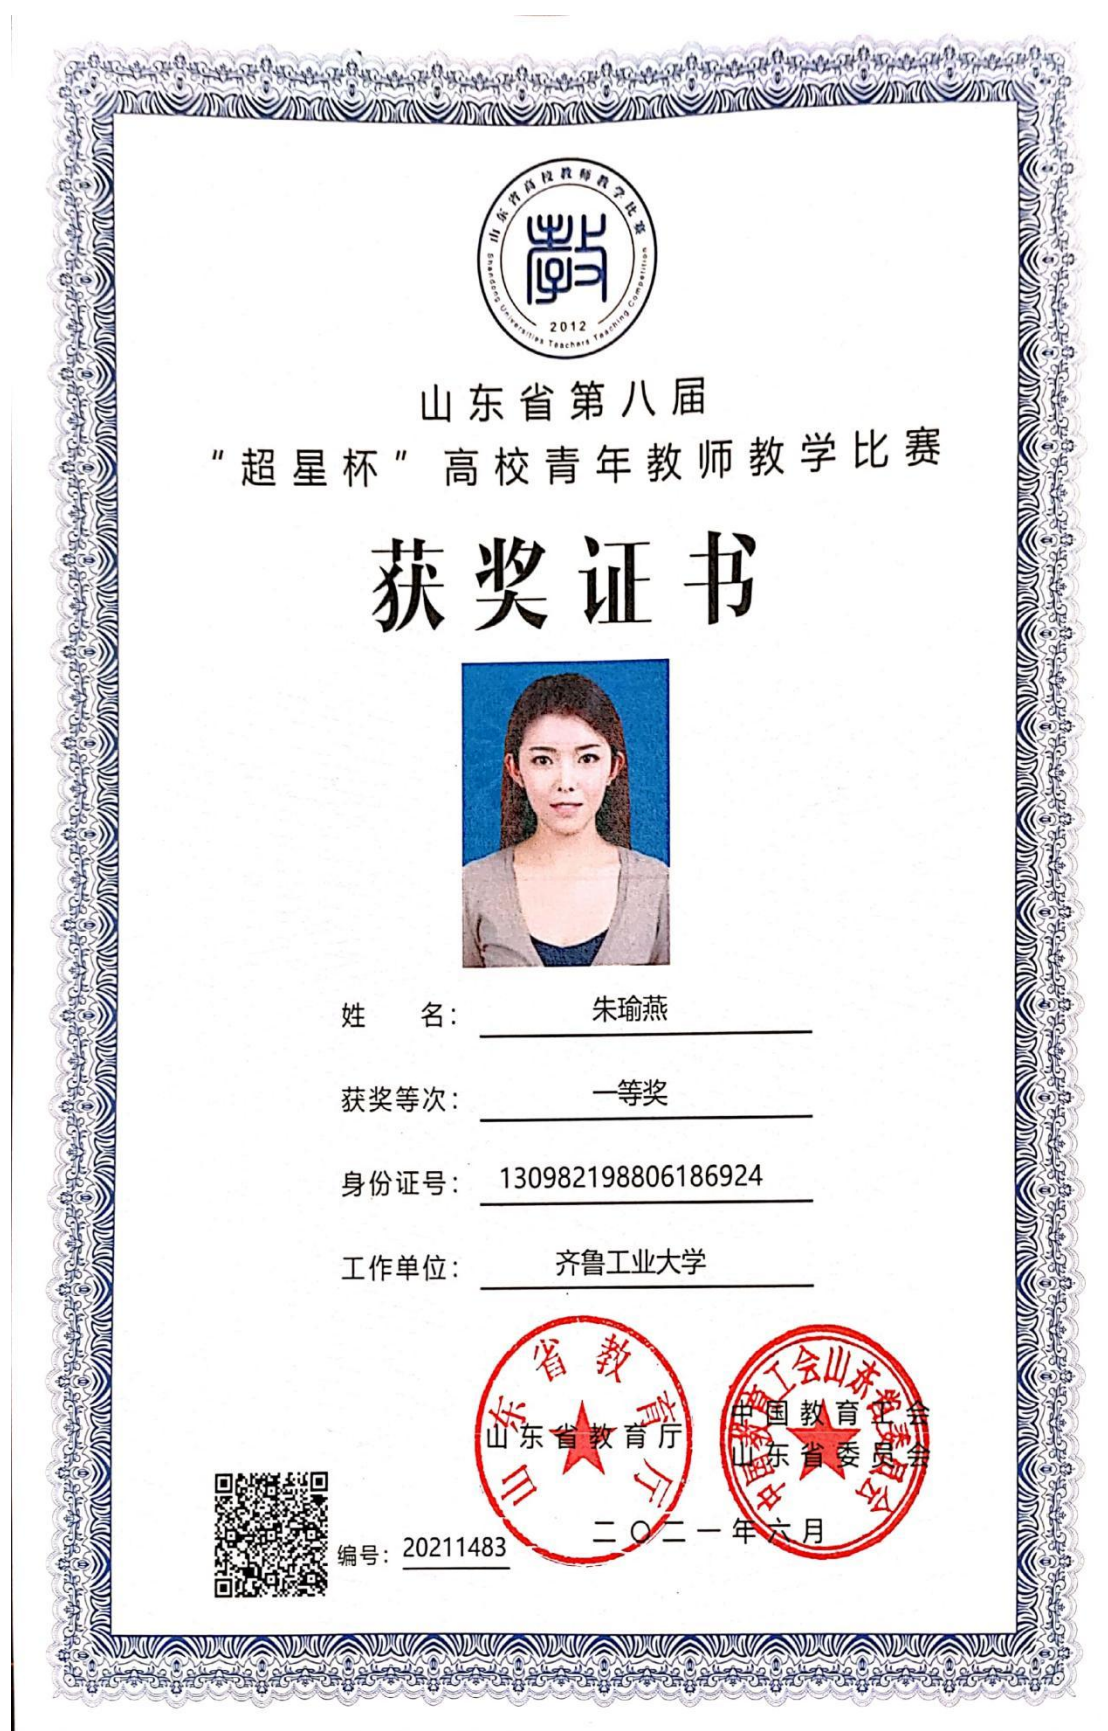 山东省高校教师教学比赛
教
2012
Shandong Universities Teachers Teaching Competition
山东省第八届
“超星�”高校青年教师教学比赛
获奖证书
姓 名: 朱瑜燕
获奖等次: 一等奖
身份证号: 130982198806186924
工作单位: 齐鲁工业大学
山东省教育厅
中国教育工会山东省委员会
山东省教育厅
中国教育工会
山东省委员会
二〇二一年六月
编号: 20211483